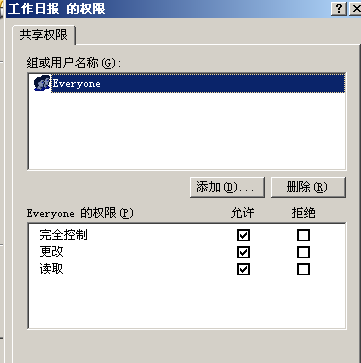 工作日报 的权限
共享权限
组或用户名称(G):
Everyone
添加(D)... 删除(R)
Everyone 的权限(P) 允许 拒绝
完全控制
更改
读取